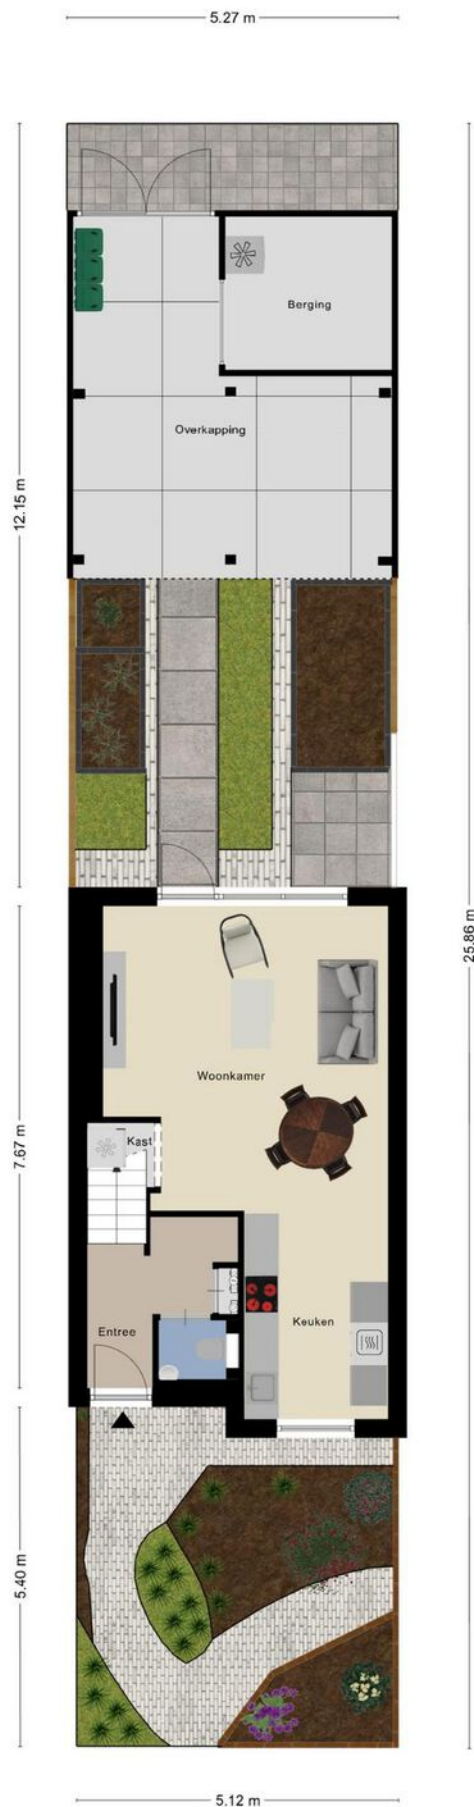 5.27 m
Berging
Overkapping
12.15 m
25.86 m
Woonkamer
Kast
7.67 m
Keuken
Entree
5.40 m
5.12 m